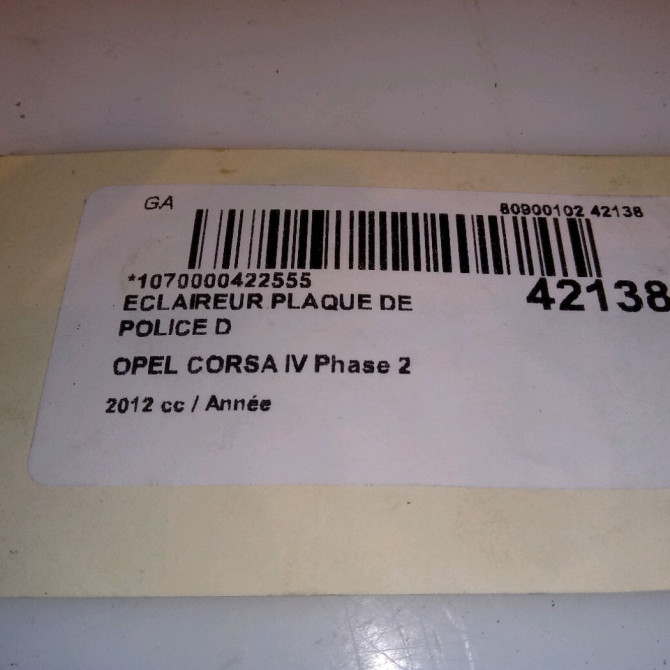 GA
80900102 42138
*1070000422555
42138
ECLAIREUR PLAQUE DE
POLICE D
OPEL CORSA IV Phase 2
2012 cc / Année